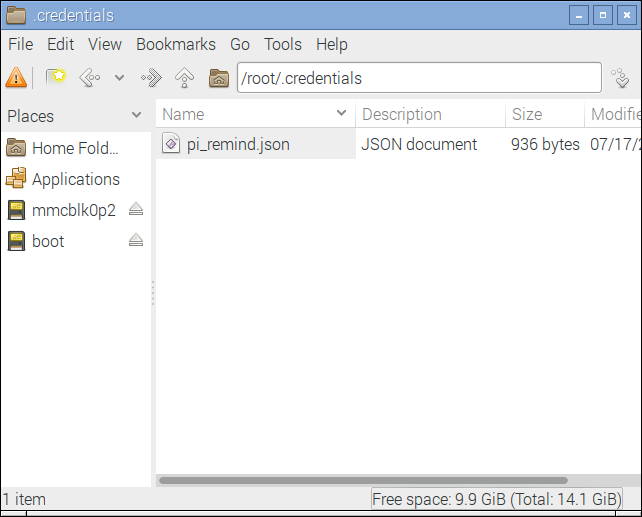 .credentials
File Edit View Bookmarks Go Tools Help
/root/.credentials
Places
Name Description Size Modifie
Home Fold...
pi_remind.json JSON document 936 bytes 07/17/2
Applications
mmcblk0p2
boot
1 item
Free space: 9.9 GiB (Total: 14.1 GiB)